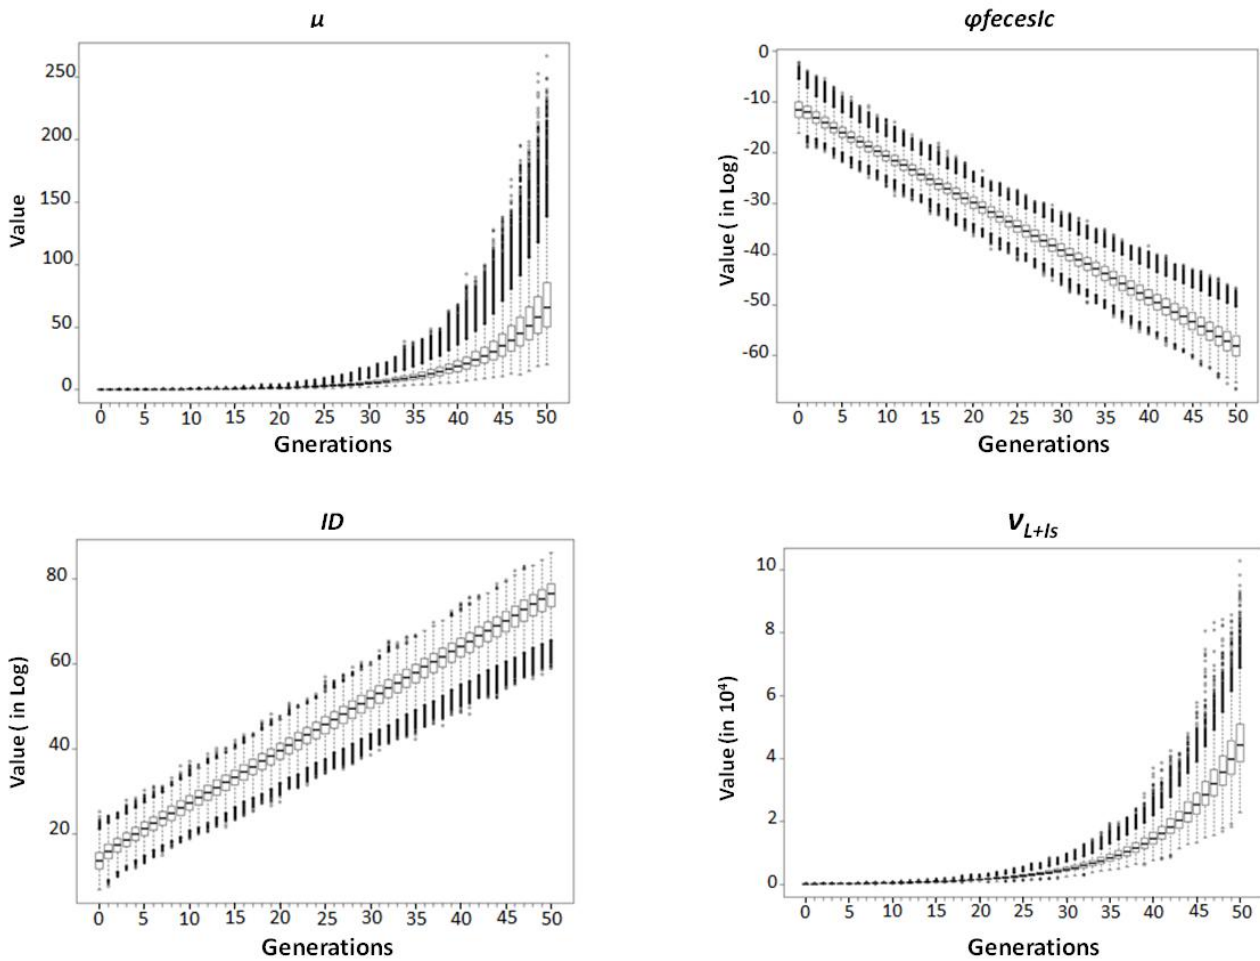 μ
250
200
150
100
50
0
Value
0 5 10 15 20 25 30 35 40 45 50
Gnerations
φfecesIc
0
-10
-20
-30
-40
-50
-60
Value ( in Log)
0 5 10 15 20 25 30 35 40 45 50
Generations
ID
80
60
40
20
Value ( in Log)
0 5 10 15 20 25 30 35 40 45 50
Generations
νL+Is
10
8
6
4
2
0
Value (in 10⁴)
0 5 10 15 20 25 30 35 40 45 50
Generations